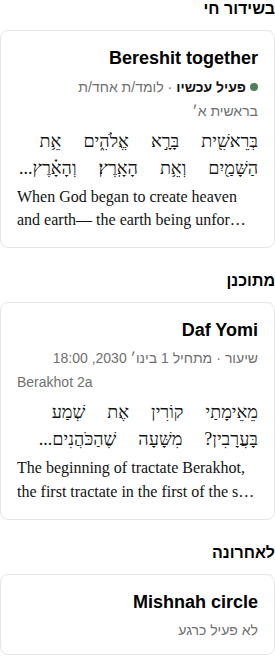 בשידור חי
Bereshit together
פעיל עכשיו · לומד/ת אחד/ת
בראשית א׳
בְּרֵאשִׁ֖ית בָּרָ֣א אֱלֹהִ֑ים אֵ֥ת
הַשָּׁמַ֖יִם וְאֵ֥ת הָאָֽרֶץ׃ וְהָאָ֗רֶץ...
When God began to create heaven
and earth— the earth being unfor…
מתוכנן
Daf Yomi
שיעור · מתחיל 1 בינו׳ 2030, 18:00
Berakhot 2a
מֵאֵימָתַי קוֹרִין אֶת שְׁמַע
בָּעֲרָבִין? מִשָּׁעָה שֶׁהַכֹּהֲנִים...
The beginning of tractate Berakhot,
the first tractate in the first of the s…
לאחרונה
Mishnah circle
לא פעיל כרגע